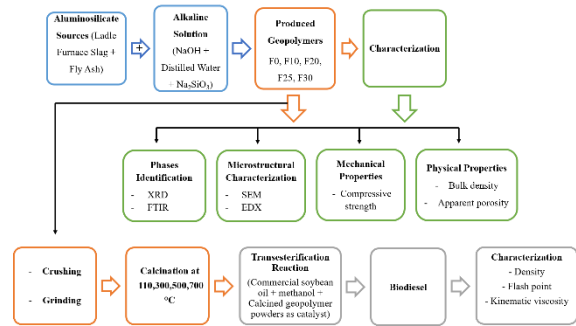 Aluminosilicate
Sources (Ladle
Furnace Slag +
Fly Ash)
+
Alkaline
Solution
(NaOH +
Distilled Water
+ Na₂SiO₃)
Produced
Geopolymers
F0, F10, F20,
F25, F30
Characterization
Phases
Identification
- XRD
- FTIR
Microstructural
Characterization
- SEM
- EDX
Mechanical
Properties
- Compressive
strength
Physical Properties
- Bulk density
- Apparent porosity
- Crushing
- Grinding
Calcination at
110,300,500,700
°C
Transesterification
Reaction
(Commercial soybean
oil + methanol +
Calcined geopolymer
powders as catalyst)
Biodiesel
Characterization
- Density
- Flash point
- Kinematic viscosity